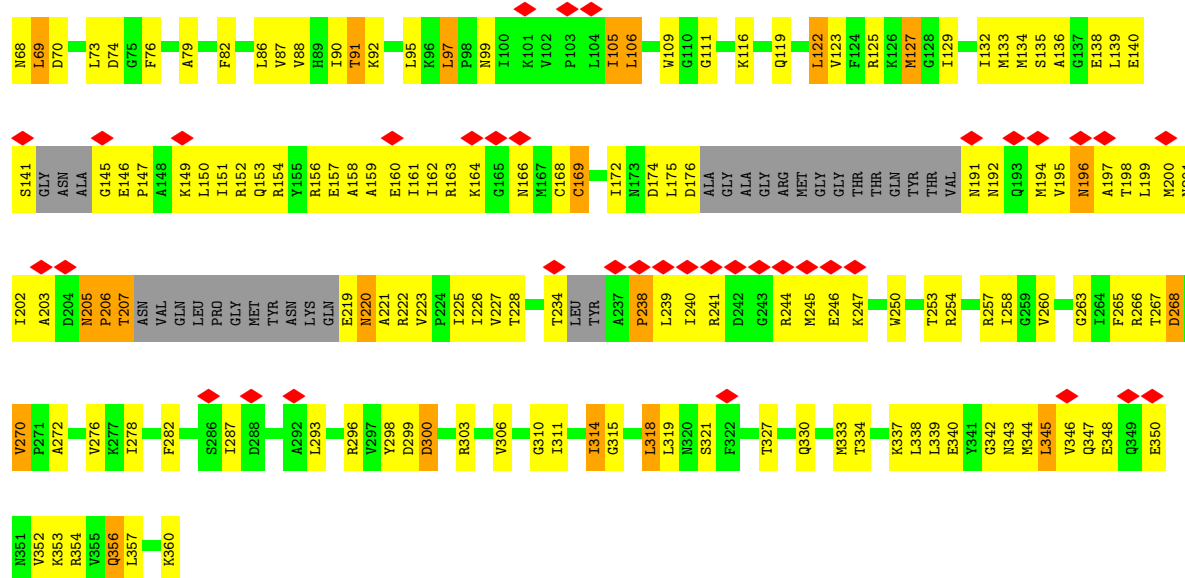 N68 L69 D70 L73 D74 G75 F76 A79 F82 L86 V87 V88 H89 I90 T91 K92 L95 K96 L97 P98 N99 I100 K101 V102 P103 L104 I105 L106 W109 G110 G111 K116 Q119 L122 V123 F124 R125 K126 M127 G128 I129 I132 M133 M134 S135 A136 G137 E138 L139 E140
S141 GLY ASN ALA G145 E146 P147 A148 K149 L150 I151 R152 Q153 R154 Y155 R156 E157 A158 A159 E160 I161 I162 R163 K164 G165 N166 M167 C168 C169 I172 N173 D174 L175 D176 ALA GLY ALA GLY ARG MET GLY GLY THR THR GLN TYR THR VAL N191 N192 Q193 M194 V195 N196 A197 T198 L199 M200
I202 A203 D204 N205 P206 T207 ASN VAL GLN LEU PRO GLY MET TYR ASN LYS GLN E219 N220 A221 R222 V223 P224 I225 I226 V227 T228 T234 LEU TYR A237 P238 L239 I240 R241 D242 G243 R244 M245 E246 K247 W250 T253 R254 R257 I258 G259 V260 G263 I264 F265 R266 T267 D268
V270 P271 A272 V276 K277 I278 F282 S286 I287 D288 A292 L293 R296 V297 Y298 D299 D300 R303 V306 G310 I311 I314 G315 L318 L319 N320 S321 F322 T327 Q330 M333 T334 K337 L338 L339 E340 Y341 G342 N343 M344 L345 V346 Q347 E348 Q349 E350
N351 V352 K353 R354 V355 Q356 L357 K360